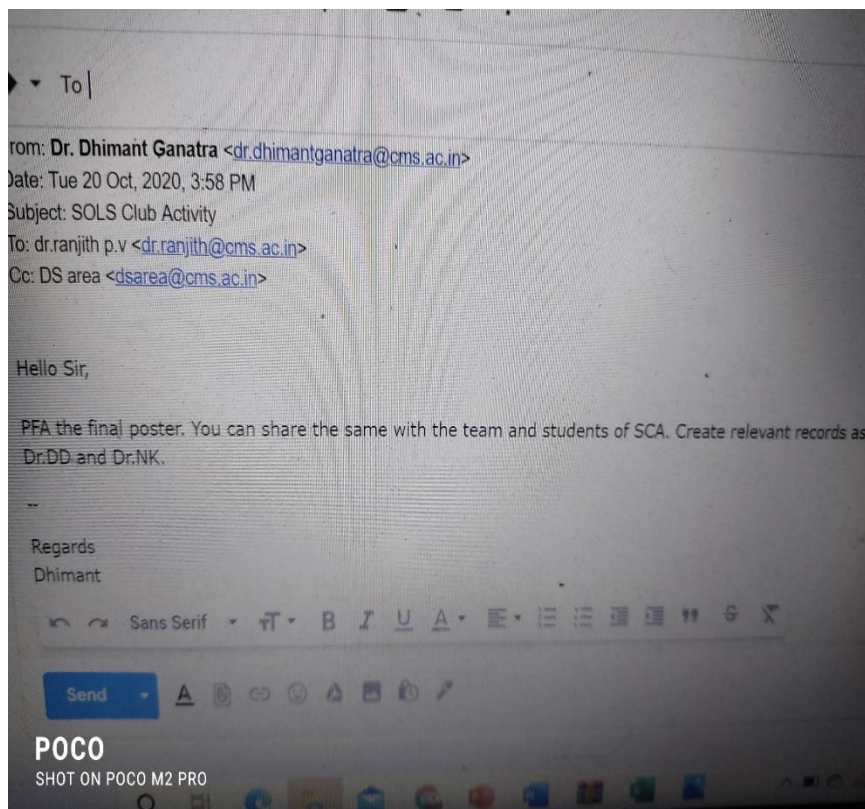 To
rom: Dr. Dhimant Ganatra <dr.dhimantganatra@cms.ac.in>
Date: Tue 20 Oct, 2020, 3:58 PM
Subject: SOLS Club Activity
To: dr.ranjith p.v <dr.ranjith@cms.ac.in>
Cc: DS area <dsarea@cms.ac.in>
Hello Sir,
PFA the final poster. You can share the same with the team and students of SCA. Create relevant records as
Dr.DD and Dr.NK.
--
Regards
Dhimant
Sans Serif
Send
POCO
SHOT ON POCO M2 PRO